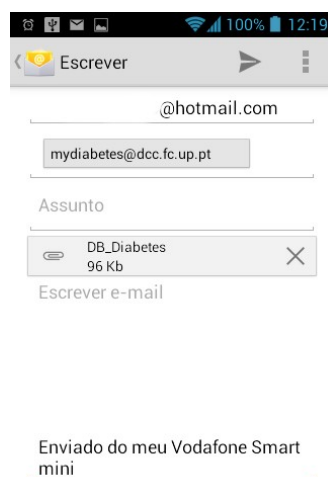 100% 12:19
Escrever
@hotmail.com
mydiabetes@dcc.fc.up.pt
Assunto
DB_Diabetes
96 Kb
Escrever e-mail
Enviado do meu Vodafone Smart
mini